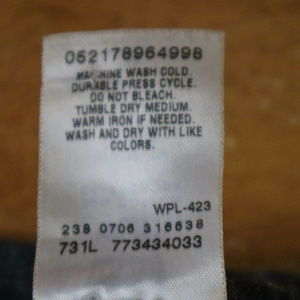 052178964998
MACHINE WASH COLD.
DURABLE PRESS CYCLE.
DO NOT BLEACH.
TUMBLE DRY MEDIUM.
WARM IRON IF NEEDED.
WASH AND DRY WITH LIKE
COLORS.
WPL-423
238 0706 316638
731L 773434033